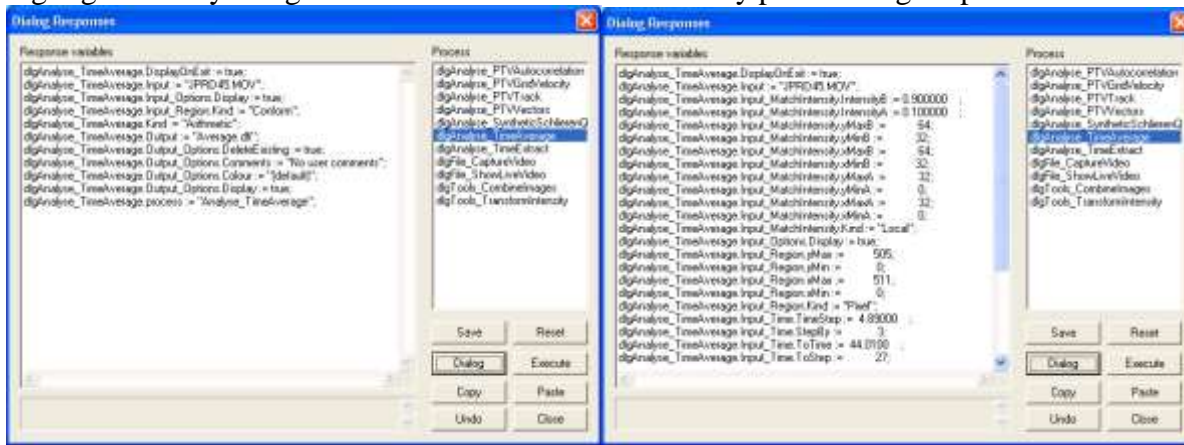 Dialog Responses
Response variables
dlgAnalyse_TimeAverage.DisplayOnExit := true;
dlgAnalyse_TimeAverage.Input := "JPRD45.MOV";
dlgAnalyse_TimeAverage.Input_Options.Display := true;
dlgAnalyse_TimeAverage.Input_Region.Kind := "Conform";
dlgAnalyse_TimeAverage.Kind := "Arithmetic";
dlgAnalyse_TimeAverage.Output := "Average.dfi";
dlgAnalyse_TimeAverage.Output_Options.DeleteExisting := true;
dlgAnalyse_TimeAverage.Output_Options.Comments := "No user comments";
dlgAnalyse_TimeAverage.Output_Options.Colour := "(default)";
dlgAnalyse_TimeAverage.Output_Options.Display := true;
dlgAnalyse_TimeAverage.process := "Analyse_TimeAverage";
Process
dlgAnalyse_PTVAutocorrelation
dlgAnalyse_PTVGridVelocity
dlgAnalyse_PTVTrack
dlgAnalyse_PTVVectors
dlgAnalyse_SyntheticSchlierenQ
dlgAnalyse_TimeAverage
dlgAnalyse_TimeExtract
dlgFile_CaptureVideo
dlgFile_ShowLiveVideo
dlgTools_CombineImages
dlgTools_TransformIntensity
Save Reset
Dialog Execute
Copy Paste
Undo Close
Dialog Responses
Response variables
dlgAnalyse_TimeAverage.DisplayOnExit := true;
dlgAnalyse_TimeAverage.Input := "JPRD45.MOV";
dlgAnalyse_TimeAverage.Input_MatchIntensity.IntensityB := 0.900000 ;
dlgAnalyse_TimeAverage.Input_MatchIntensity.IntensityA := 0.100000 ;
dlgAnalyse_TimeAverage.Input_MatchIntensity.yMaxB := 64;
dlgAnalyse_TimeAverage.Input_MatchIntensity.yMinB := 32;
dlgAnalyse_TimeAverage.Input_MatchIntensity.xMaxB := 64;
dlgAnalyse_TimeAverage.Input_MatchIntensity.xMinB := 32;
dlgAnalyse_TimeAverage.Input_MatchIntensity.yMaxA := 32;
dlgAnalyse_TimeAverage.Input_MatchIntensity.yMinA := 0;
dlgAnalyse_TimeAverage.Input_MatchIntensity.xMaxA := 32;
dlgAnalyse_TimeAverage.Input_MatchIntensity.xMinA := 0;
dlgAnalyse_TimeAverage.Input_MatchIntensity.Kind := "Local";
dlgAnalyse_TimeAverage.Input_Options.Display := true;
dlgAnalyse_TimeAverage.Input_Region.yMax := 505;
dlgAnalyse_TimeAverage.Input_Region.yMin := 0;
dlgAnalyse_TimeAverage.Input_Region.xMax := 511;
dlgAnalyse_TimeAverage.Input_Region.xMin := 0;
dlgAnalyse_TimeAverage.Input_Region.Kind := "Pixel";
dlgAnalyse_TimeAverage.Input_Time.TimeStep := 4.89000 ;
dlgAnalyse_TimeAverage.Input_Time.StepBy := 3;
dlgAnalyse_TimeAverage.Input_Time.ToTime := 44.0100 ;
dlgAnalyse_TimeAverage.Input_Time.ToStep := 27;
Process
dlgAnalyse_PTVAutocorrelation
dlgAnalyse_PTVGridVelocity
dlgAnalyse_PTVTrack
dlgAnalyse_PTVVectors
dlgAnalyse_SyntheticSchlierenQ
dlgAnalyse_TimeAverage
dlgAnalyse_TimeExtract
dlgFile_CaptureVideo
dlgFile_ShowLiveVideo
dlgTools_CombineImages
dlgTools_TransformIntensity
Save Reset
Dialog Execute
Copy Paste
Undo Close